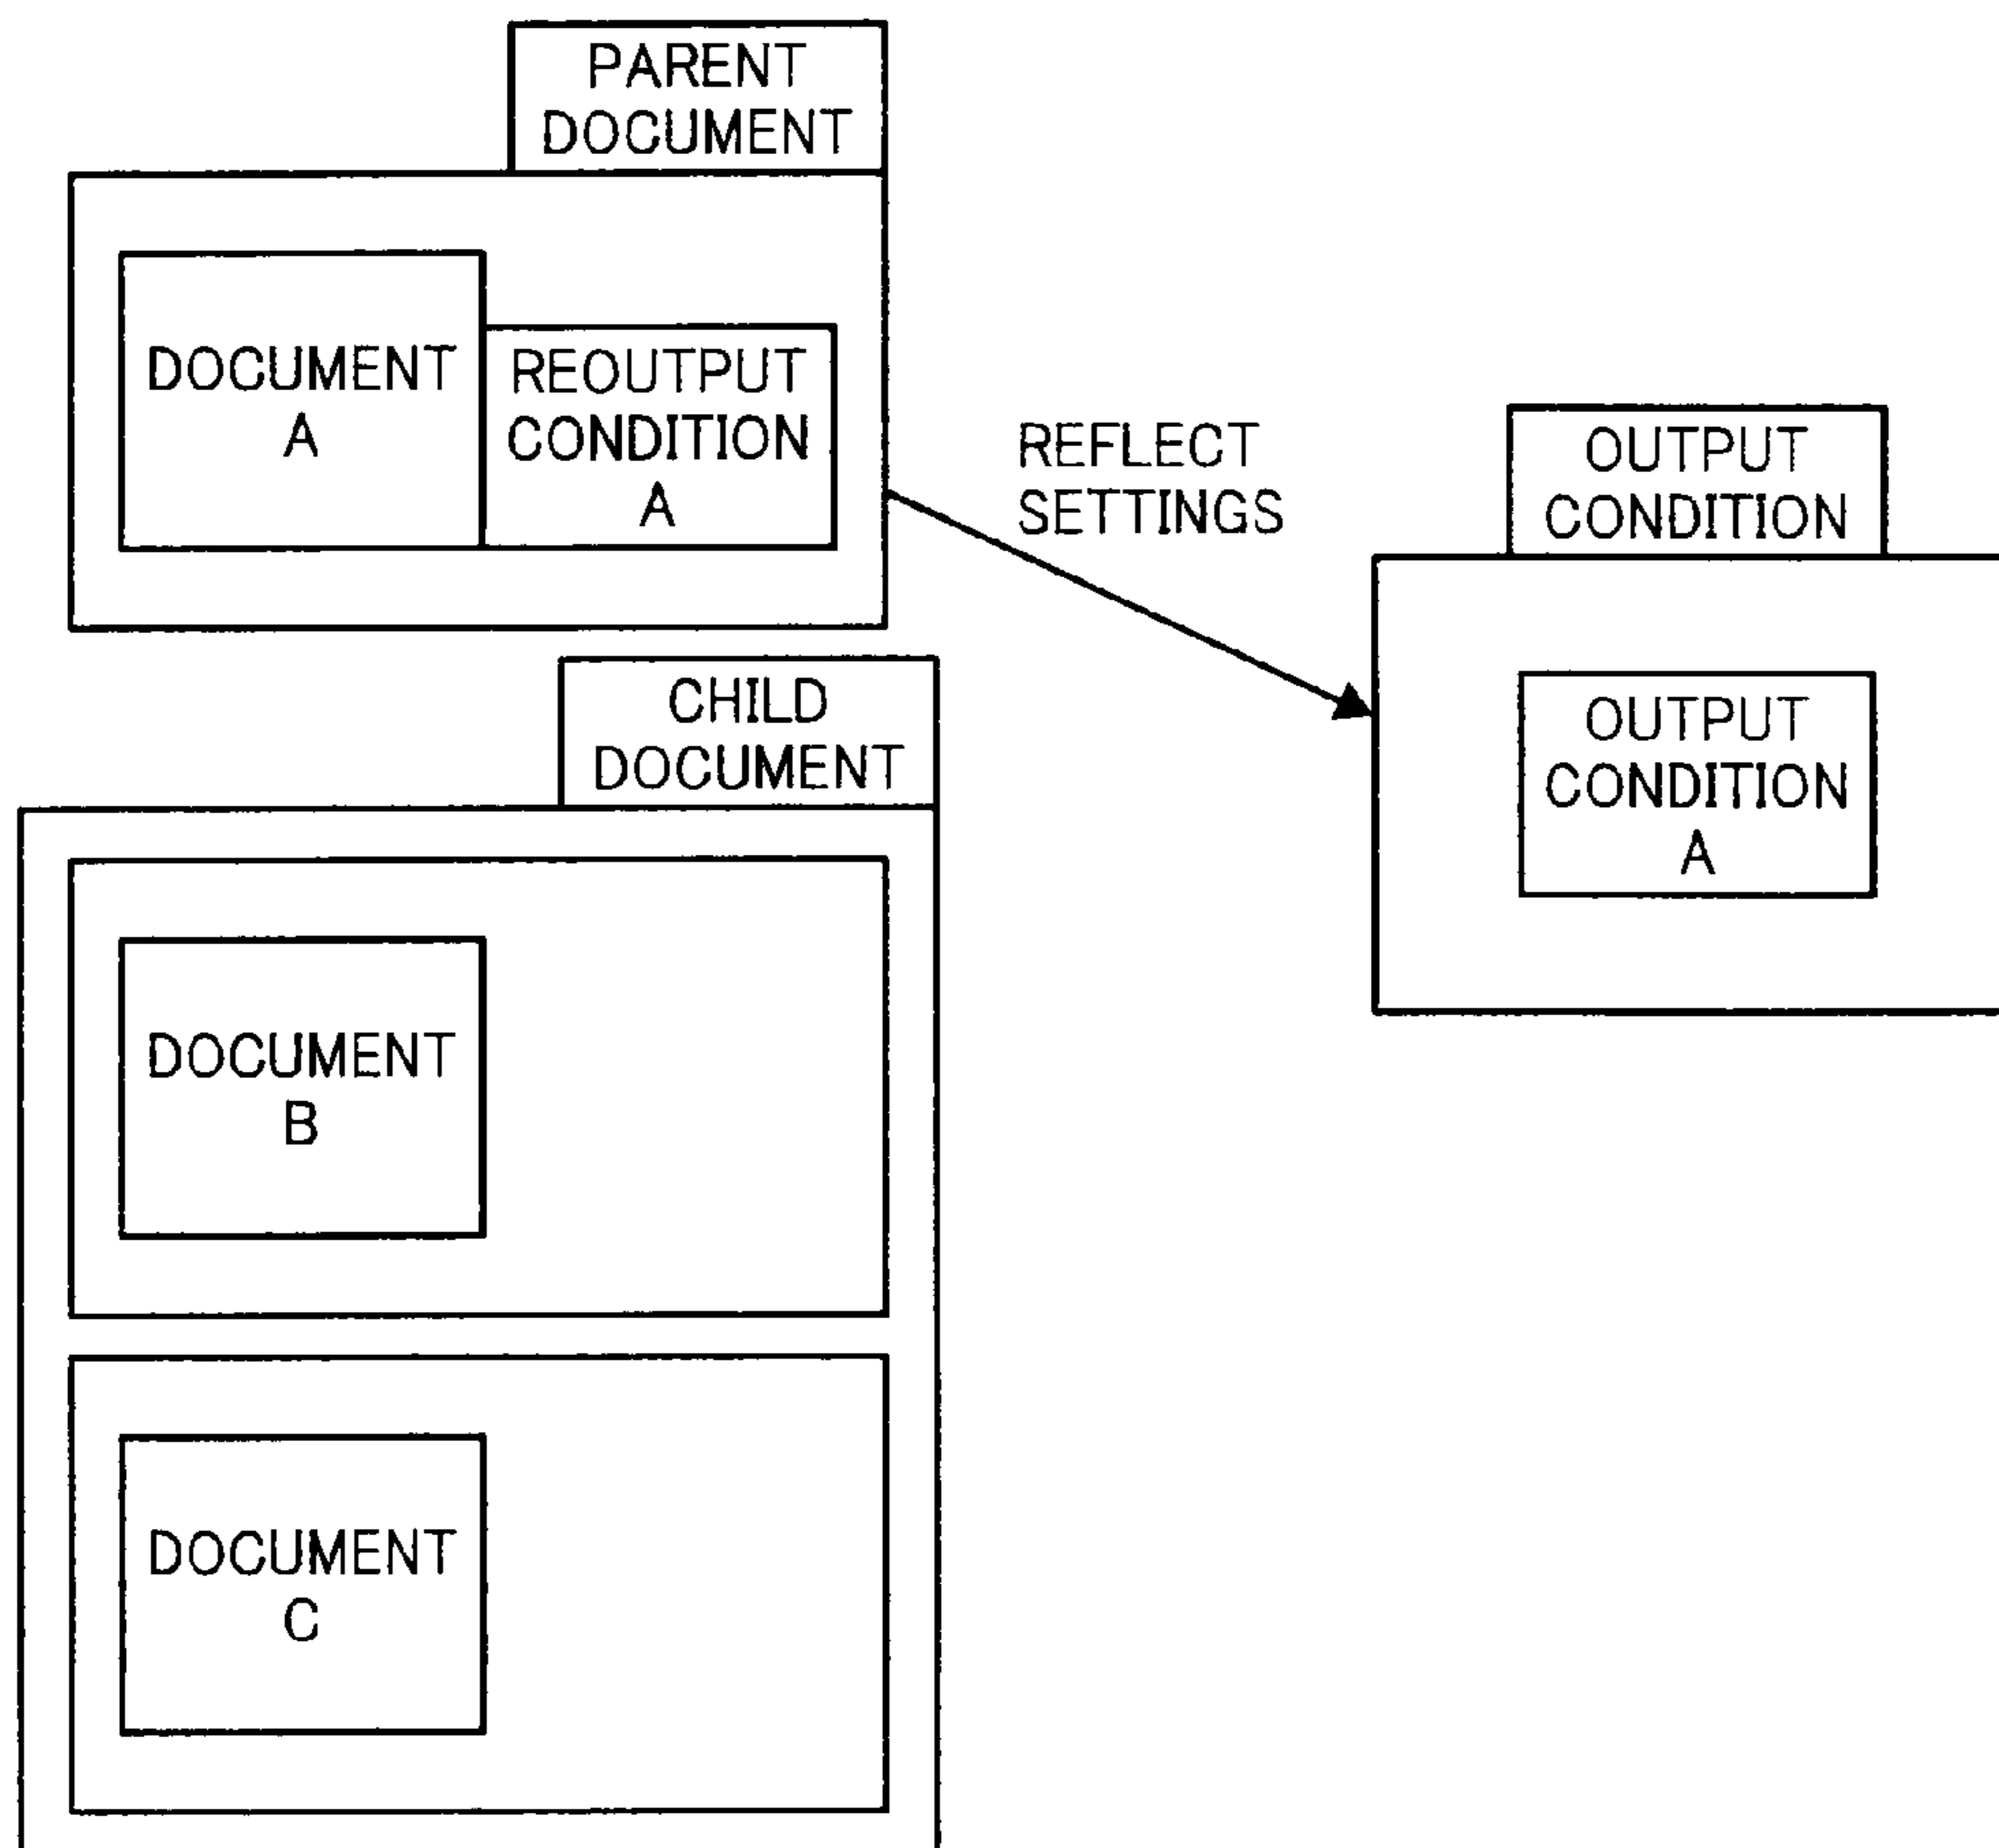 PARENT
DOCUMENT
DOCUMENT
A
REOUTPUT
CONDITION
A
REFLECT
SETTINGS
OUTPUT
CONDITION
OUTPUT
CONDITION
A
CHILD
DOCUMENT
DOCUMENT
B
DOCUMENT
C